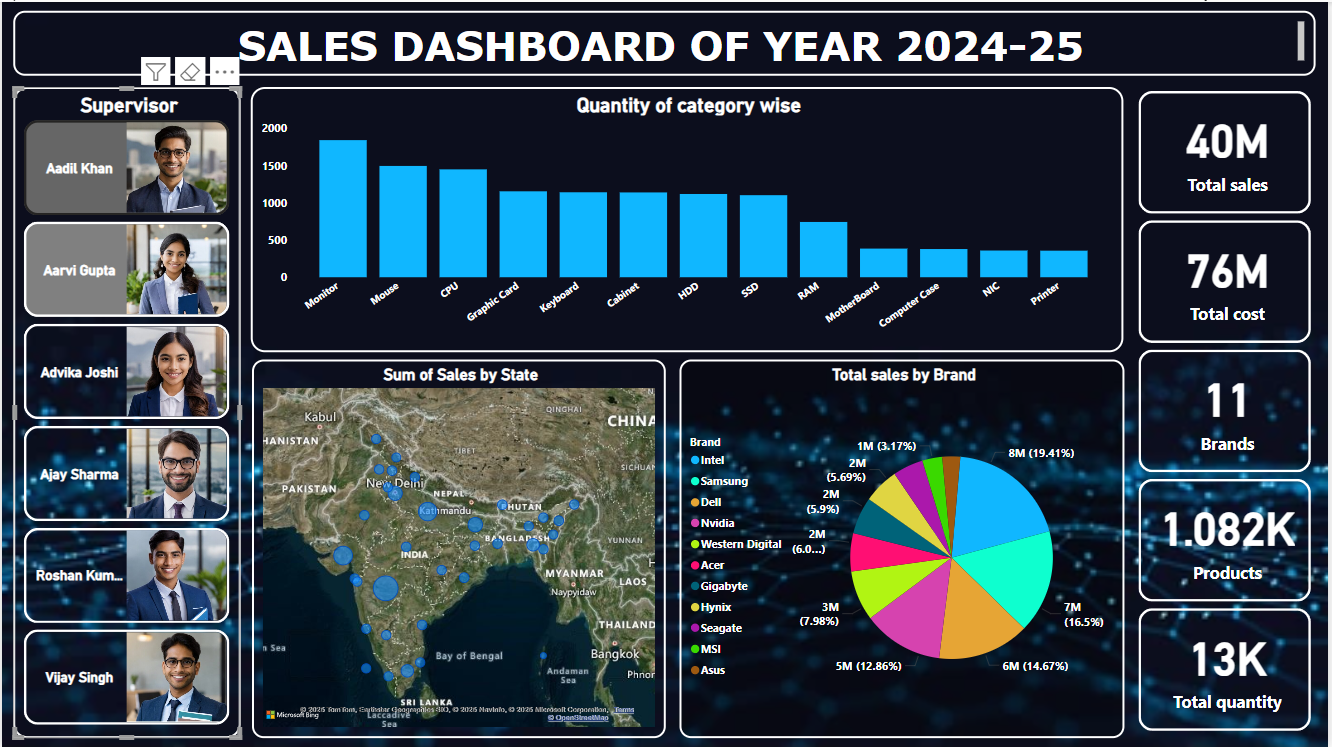 SALES DASHBOARD OF YEAR 2024-25
Supervisor
Aadil Khan
Aarvi Gupta
Advika Joshi
Ajay Sharma
Roshan Kum...
Vijay Singh
Quantity of category wise
2000
1500
1000
500
0
Monitor
Mouse
CPU
Graphic Card
Keyboard
Cabinet
HDD
SSD
RAM
MotherBoard
Computer Case
NIC
Printer
Sum of Sales by State
Kabul
QINGHAI
CHINA
HANISTAN
TIBET
SICHUAN
PAKISTAN
New Delhi
NEPAL
Kathmandu
BHUTAN
YUNNAN
BANGLADESH
INDIA
MYANMAR
LAOS
Naypyidaw
THAILAND
n Sea
Bay of Bengal
Bangkok
Andaman
Sea
Phnor
SRI LANKA
Laccadive
Sea
Microsoft Bing
© 2025 TomTom, Earthstar Geographics SIO, © 2025 NavInfo, © 2025 Microsoft Corporation, Terms
© OpenStreetMap
Total sales by Brand
Brand
Intel
Samsung
Dell
Nvidia
Western Digital
Acer
Gigabyte
Hynix
Seagate
MSI
Asus
8M (19.41%)
7M
(16.5%)
6M (14.67%)
5M (12.86%)
3M
(7.98%)
2M
(6.0...)
2M
(5.9%)
2M
(5.69%)
1M (3.17%)
40M
Total sales
76M
Total cost
11
Brands
1.082K
Products
13K
Total quantity